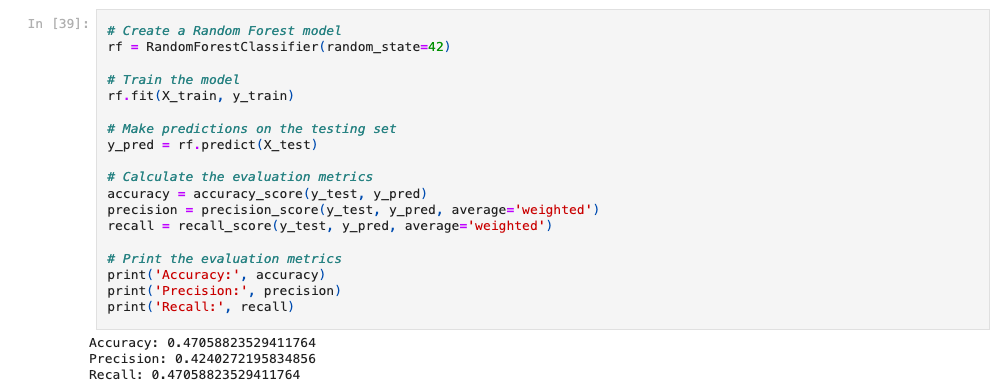 In [39]:
# Create a Random Forest model
rf = RandomForestClassifier(random_state=42)
# Train the model
rf.fit(X_train, y_train)
# Make predictions on the testing set
y_pred = rf.predict(X_test)
# Calculate the evaluation metrics
accuracy = accuracy_score(y_test, y_pred)
precision = precision_score(y_test, y_pred, average='weighted')
recall = recall_score(y_test, y_pred, average='weighted')
# Print the evaluation metrics
print('Accuracy:', accuracy)
print('Precision:', precision)
print('Recall:', recall)
Accuracy: 0.47058823529411764
Precision: 0.4240272195834856
Recall: 0.47058823529411764